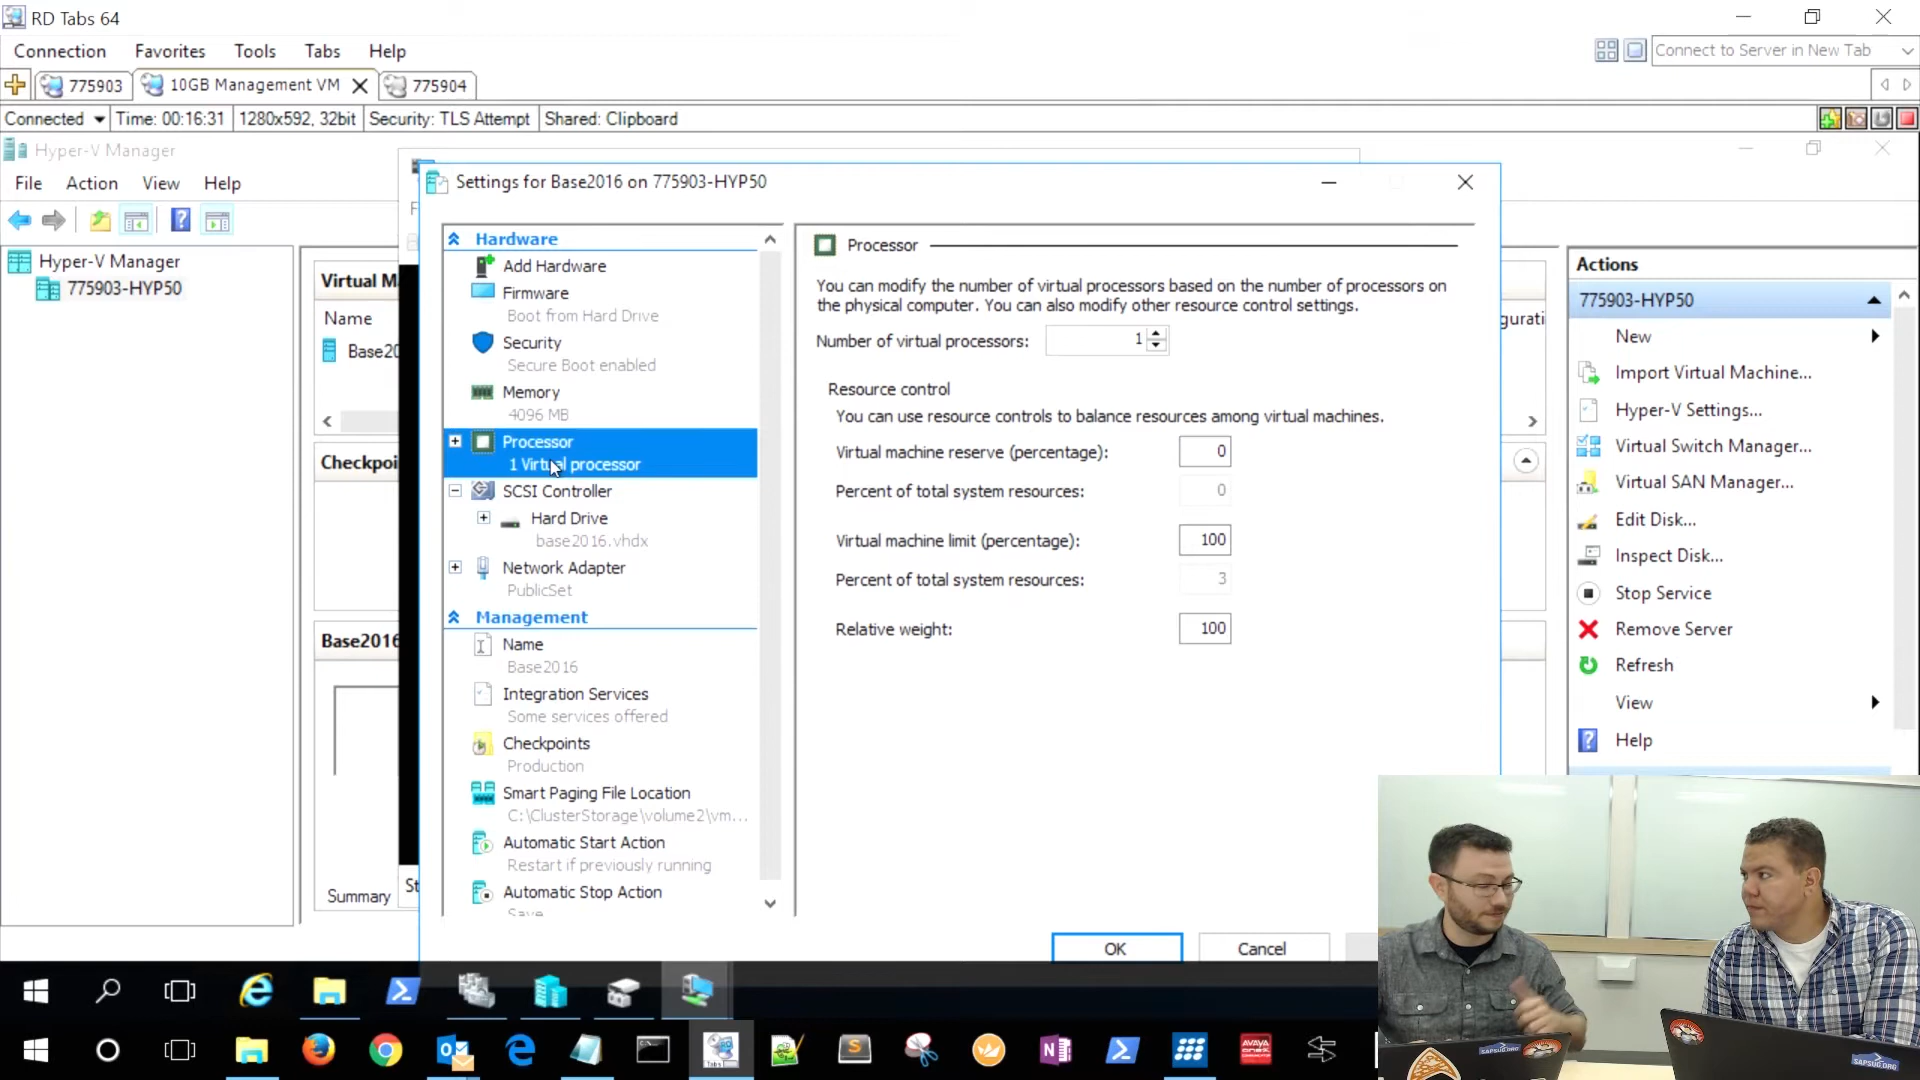 RD Tabs 64
Connection Favorites Tools Tabs Help
Connect to Server in New Tab
775903 10GB Management VM 775904
Connected Time: 00:16:31 1280x592, 32bit Security: TLS Attempt Shared: Clipboard
Hyper-V Manager
File Action View Help
Hyper-V Manager
775903-HYP50
Virtual M
Name
Base20
Checkpoi
Base2016
Summary
St
gurati
Settings for Base2016 on 775903-HYP50
Hardware
Add Hardware
Firmware
Boot from Hard Drive
Security
Secure Boot enabled
Memory
4096 MB
Processor
1 Virtual processor
SCSI Controller
Hard Drive
base2016.vhdx
Network Adapter
PublicSet
Management
Name
Base2016
Integration Services
Some services offered
Checkpoints
Production
Smart Paging File Location
C:\ClusterStorage\volume2\vm...
Automatic Start Action
Restart if previously running
Automatic Stop Action
Save
Processor
You can modify the number of virtual processors based on the number of processors on
the physical computer. You can also modify other resource control settings.
Number of virtual processors: 1
Resource control
You can use resource controls to balance resources among virtual machines.
Virtual machine reserve (percentage): 0
Percent of total system resources: 0
Virtual machine limit (percentage): 100
Percent of total system resources: 3
Relative weight: 100
OK Cancel
Actions
775903-HYP50
New
Import Virtual Machine...
Hyper-V Settings...
Virtual Switch Manager...
Virtual SAN Manager...
Edit Disk...
Inspect Disk...
Stop Service
Remove Server
Refresh
View
Help
AVAYA
SAPSUG.ORG
SAPSUG.ORG